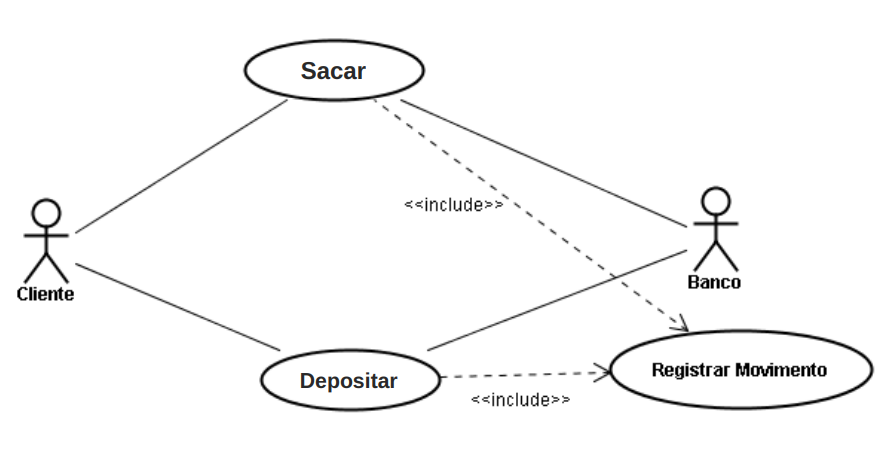 Sacar
<<include>>
Cliente
Banco
Depositar
Registrar Movimento
<<include>>